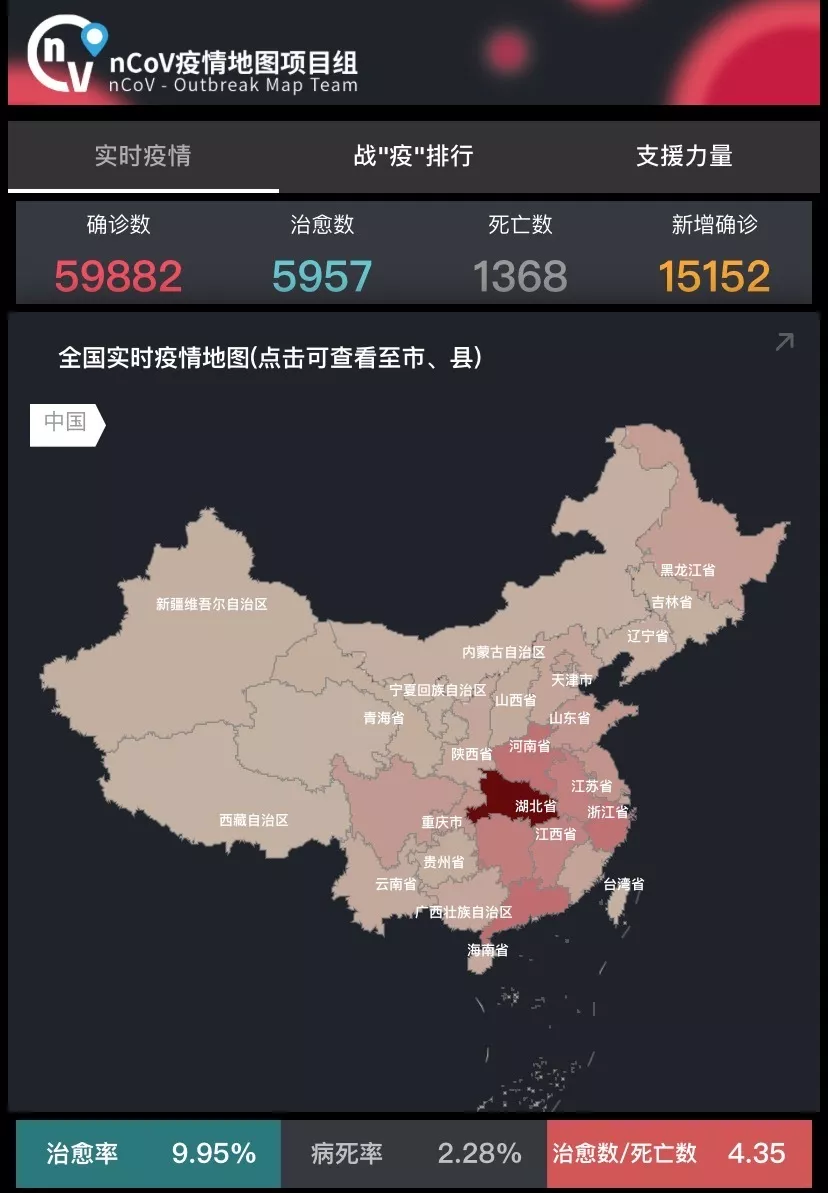 nCoV疫情地图项目组
nCoV - Outbreak Map Team
实时疫情 战"疫"排行 支援力量
确诊数 治愈数 死亡数 新增确诊
59882 5957 1368 15152
全国实时疫情地图(点击可查看至市、县)
中国
黑龙江省
新疆维吾尔自治区
吉林省
辽宁省
内蒙古自治区
天津市
宁夏回族自治区
山西省
青海省
山东省
陕西省
河南省
江苏省
湖北省
浙江省
西藏自治区
重庆市
江西省
贵州省
云南省
台湾省
广西壮族自治区
海南省
治愈率 9.95% 病死率 2.28% 治愈数/死亡数 4.35